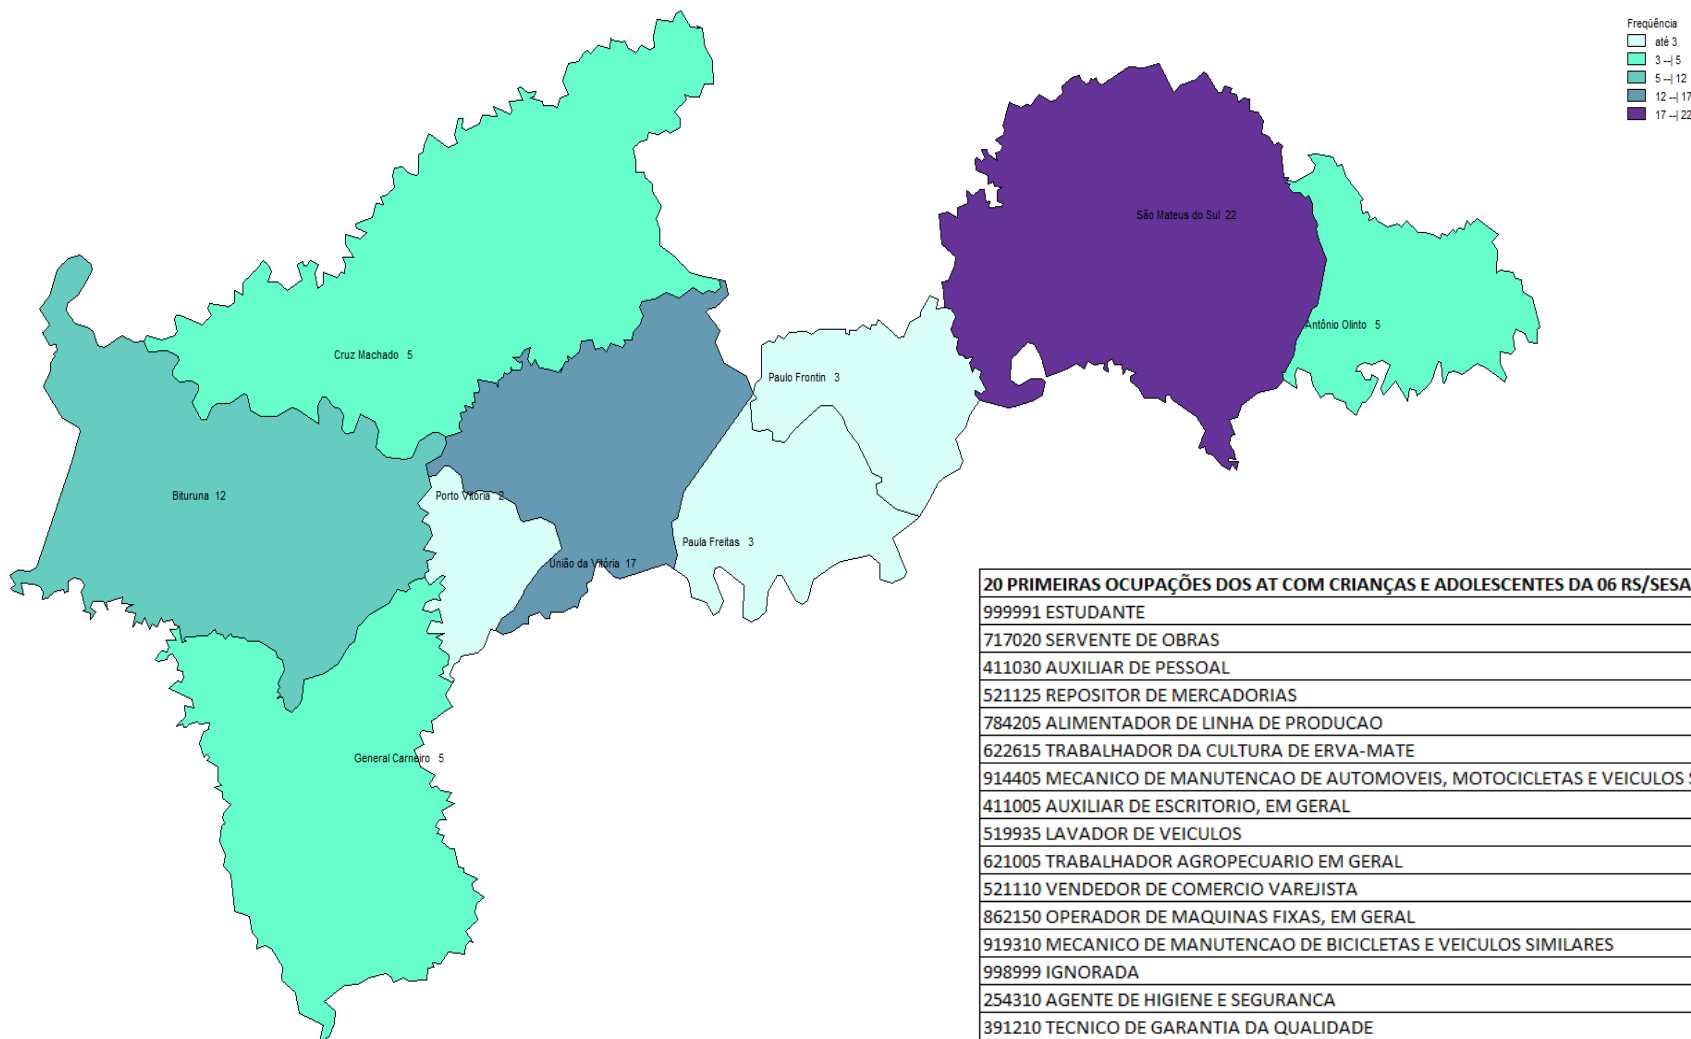 Freqüência
até 3
3 --| 5
5 --| 12
12 --| 17
17 --| 22
São Mateus do Sul 22
Antônio Olinto 5
Cruz Machado 5
Paulo Frontin 3
Bituruna 12
Porto Vitória 2
Paula Freitas 3
União da Vitória 17
General Carneiro 5
20 PRIMEIRAS OCUPAÇÕES DOS AT COM CRIANÇAS E ADOLESCENTES DA 06 RS/SESA
999991 ESTUDANTE
717020 SERVENTE DE OBRAS
411030 AUXILIAR DE PESSOAL
521125 REPOSITOR DE MERCADORIAS
784205 ALIMENTADOR DE LINHA DE PRODUCAO
622615 TRABALHADOR DA CULTURA DE ERVA-MATE
914405 MECANICO DE MANUTENCAO DE AUTOMOVEIS, MOTOCICLETAS E VEICULOS
411005 AUXILIAR DE ESCRITORIO, EM GERAL
519935 LAVADOR DE VEICULOS
621005 TRABALHADOR AGROPECUARIO EM GERAL
521110 VENDEDOR DE COMERCIO VAREJISTA
862150 OPERADOR DE MAQUINAS FIXAS, EM GERAL
919310 MECANICO DE MANUTENCAO DE BICICLETAS E VEICULOS SIMILARES
998999 IGNORADA
254310 AGENTE DE HIGIENE E SEGURANCA
391210 TECNICO DE GARANTIA DA QUALIDADE